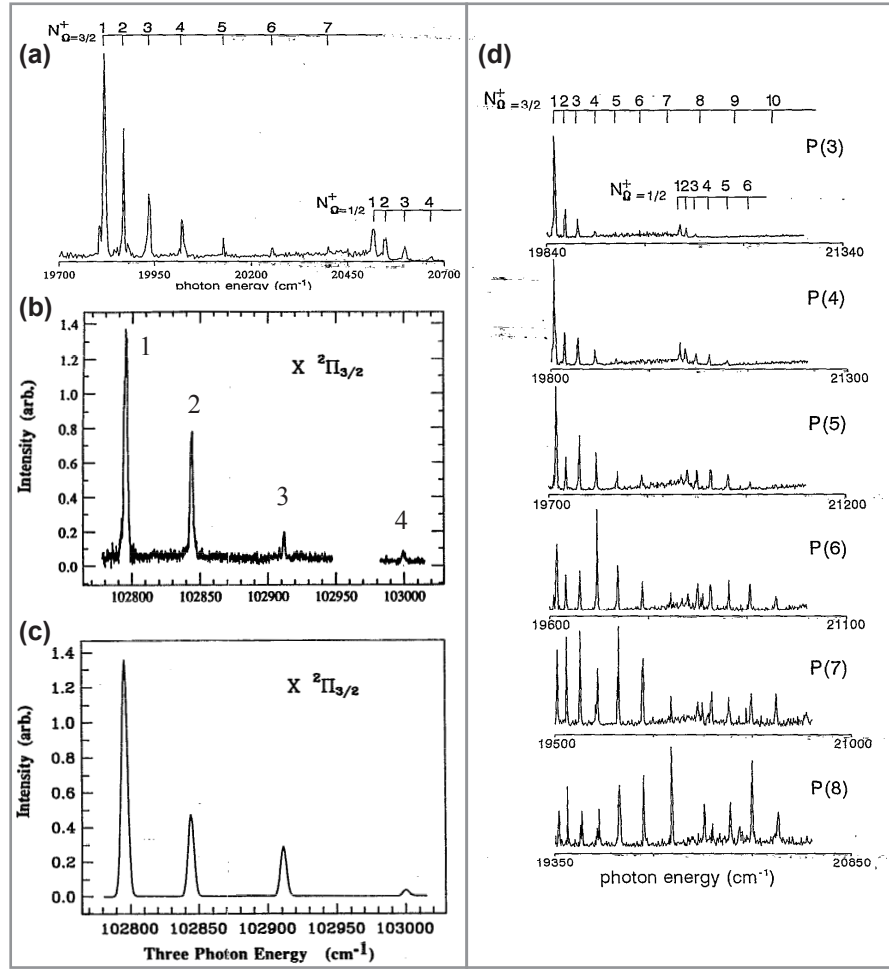 (a)
N⁺Ω=3/2 1 2 3 4 5 6 7
N⁺Ω=1/2 1 2 3 4
19700 19950 20200 20450 20700
photon energy (cm⁻¹)
(b)
X ²Π₃/₂
1
2
3
4
Intensity (arb.)
1.4
1.2
1.0
0.8
0.6
0.4
0.2
0.0
102800 102850 102900 102950 103000
(c)
X ²Π₃/₂
Intensity (arb.)
1.4
1.2
1.0
0.8
0.6
0.4
0.2
0.0
102800 102850 102900 102950 103000
Three Photon Energy (cm⁻¹)
(d)
N⁺Ω=3/2 1 2 3 4 5 6 7 8 9 10
P(3)
N⁺Ω=1/2 1 2 3 4 5 6
19840 21340
P(4)
19800 21300
P(5)
19700 21200
P(6)
19600 21100
P(7)
19500 21000
P(8)
19350 20850
photon energy (cm⁻¹)